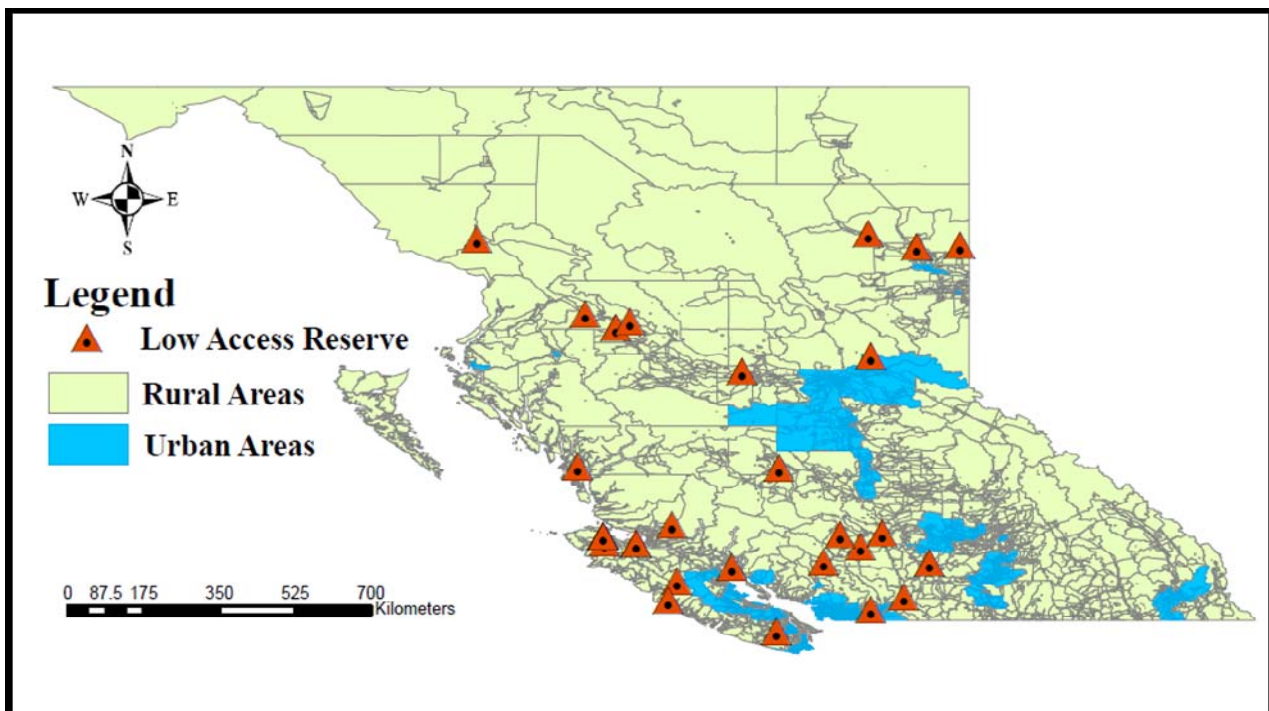 N
W E
S
Legend
Low Access Reserve
Rural Areas
Urban Areas
0 87.5 175 350 525 700
Kilometers